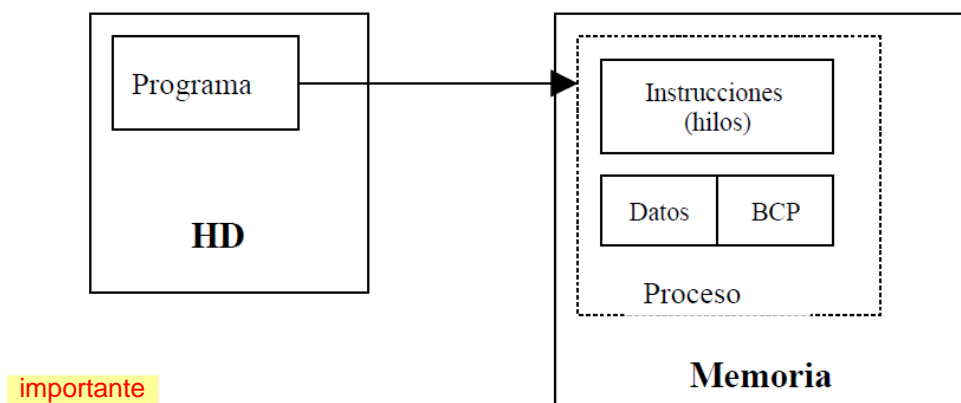 Programa
HD
Instrucciones
(hilos)
Datos
BCP
Proceso
Memoria
importante